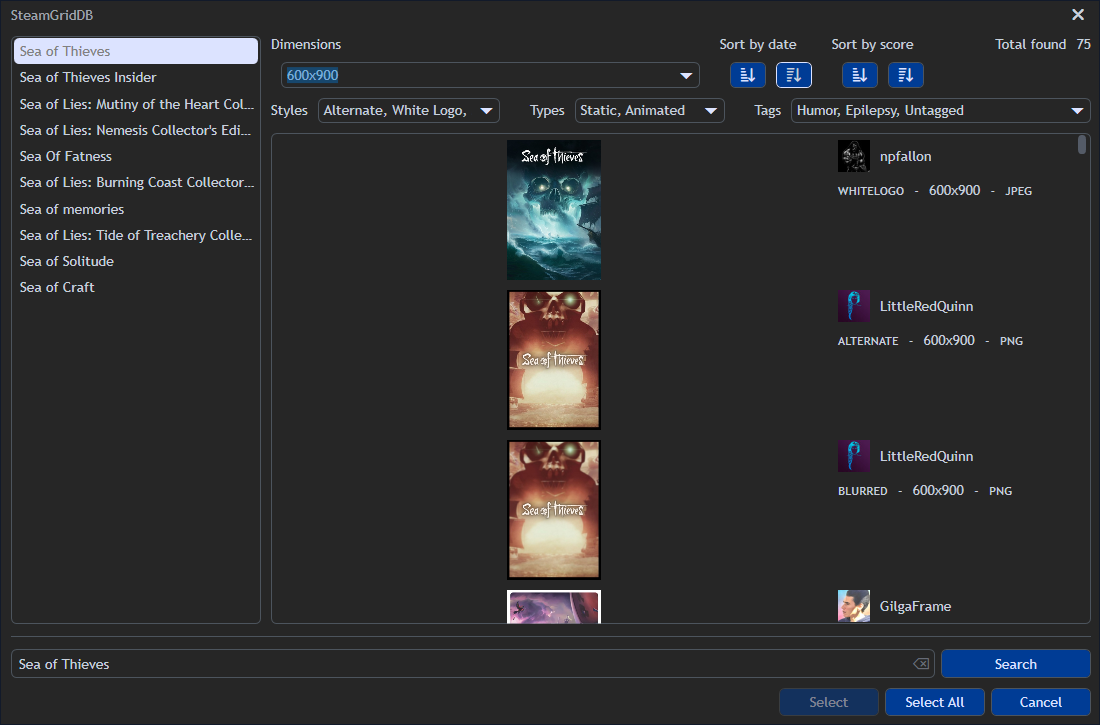 SteamGridDB
Sea of Thieves
Sea of Thieves Insider
Sea of Lies: Mutiny of the Heart Col...
Sea of Lies: Nemesis Collector's Edi...
Sea Of Fatness
Sea of Lies: Burning Coast Collector...
Sea of memories
Sea of Lies: Tide of Treachery Colle...
Sea of Solitude
Sea of Craft
Dimensions
Sort by date
Sort by score
Total found 75
600x900
Styles
Alternate, White Logo,
Types
Static, Animated
Tags
Humor, Epilepsy, Untagged
Sea of Thieves
npfallon
WHITELOGO - 600x900 - JPEG
Sea of Thieves
LittleRedQuinn
ALTERNATE - 600x900 - PNG
Sea of Thieves
LittleRedQuinn
BLURRED - 600x900 - PNG
GilgaFrame
Sea of Thieves
Search
Select
Select All
Cancel